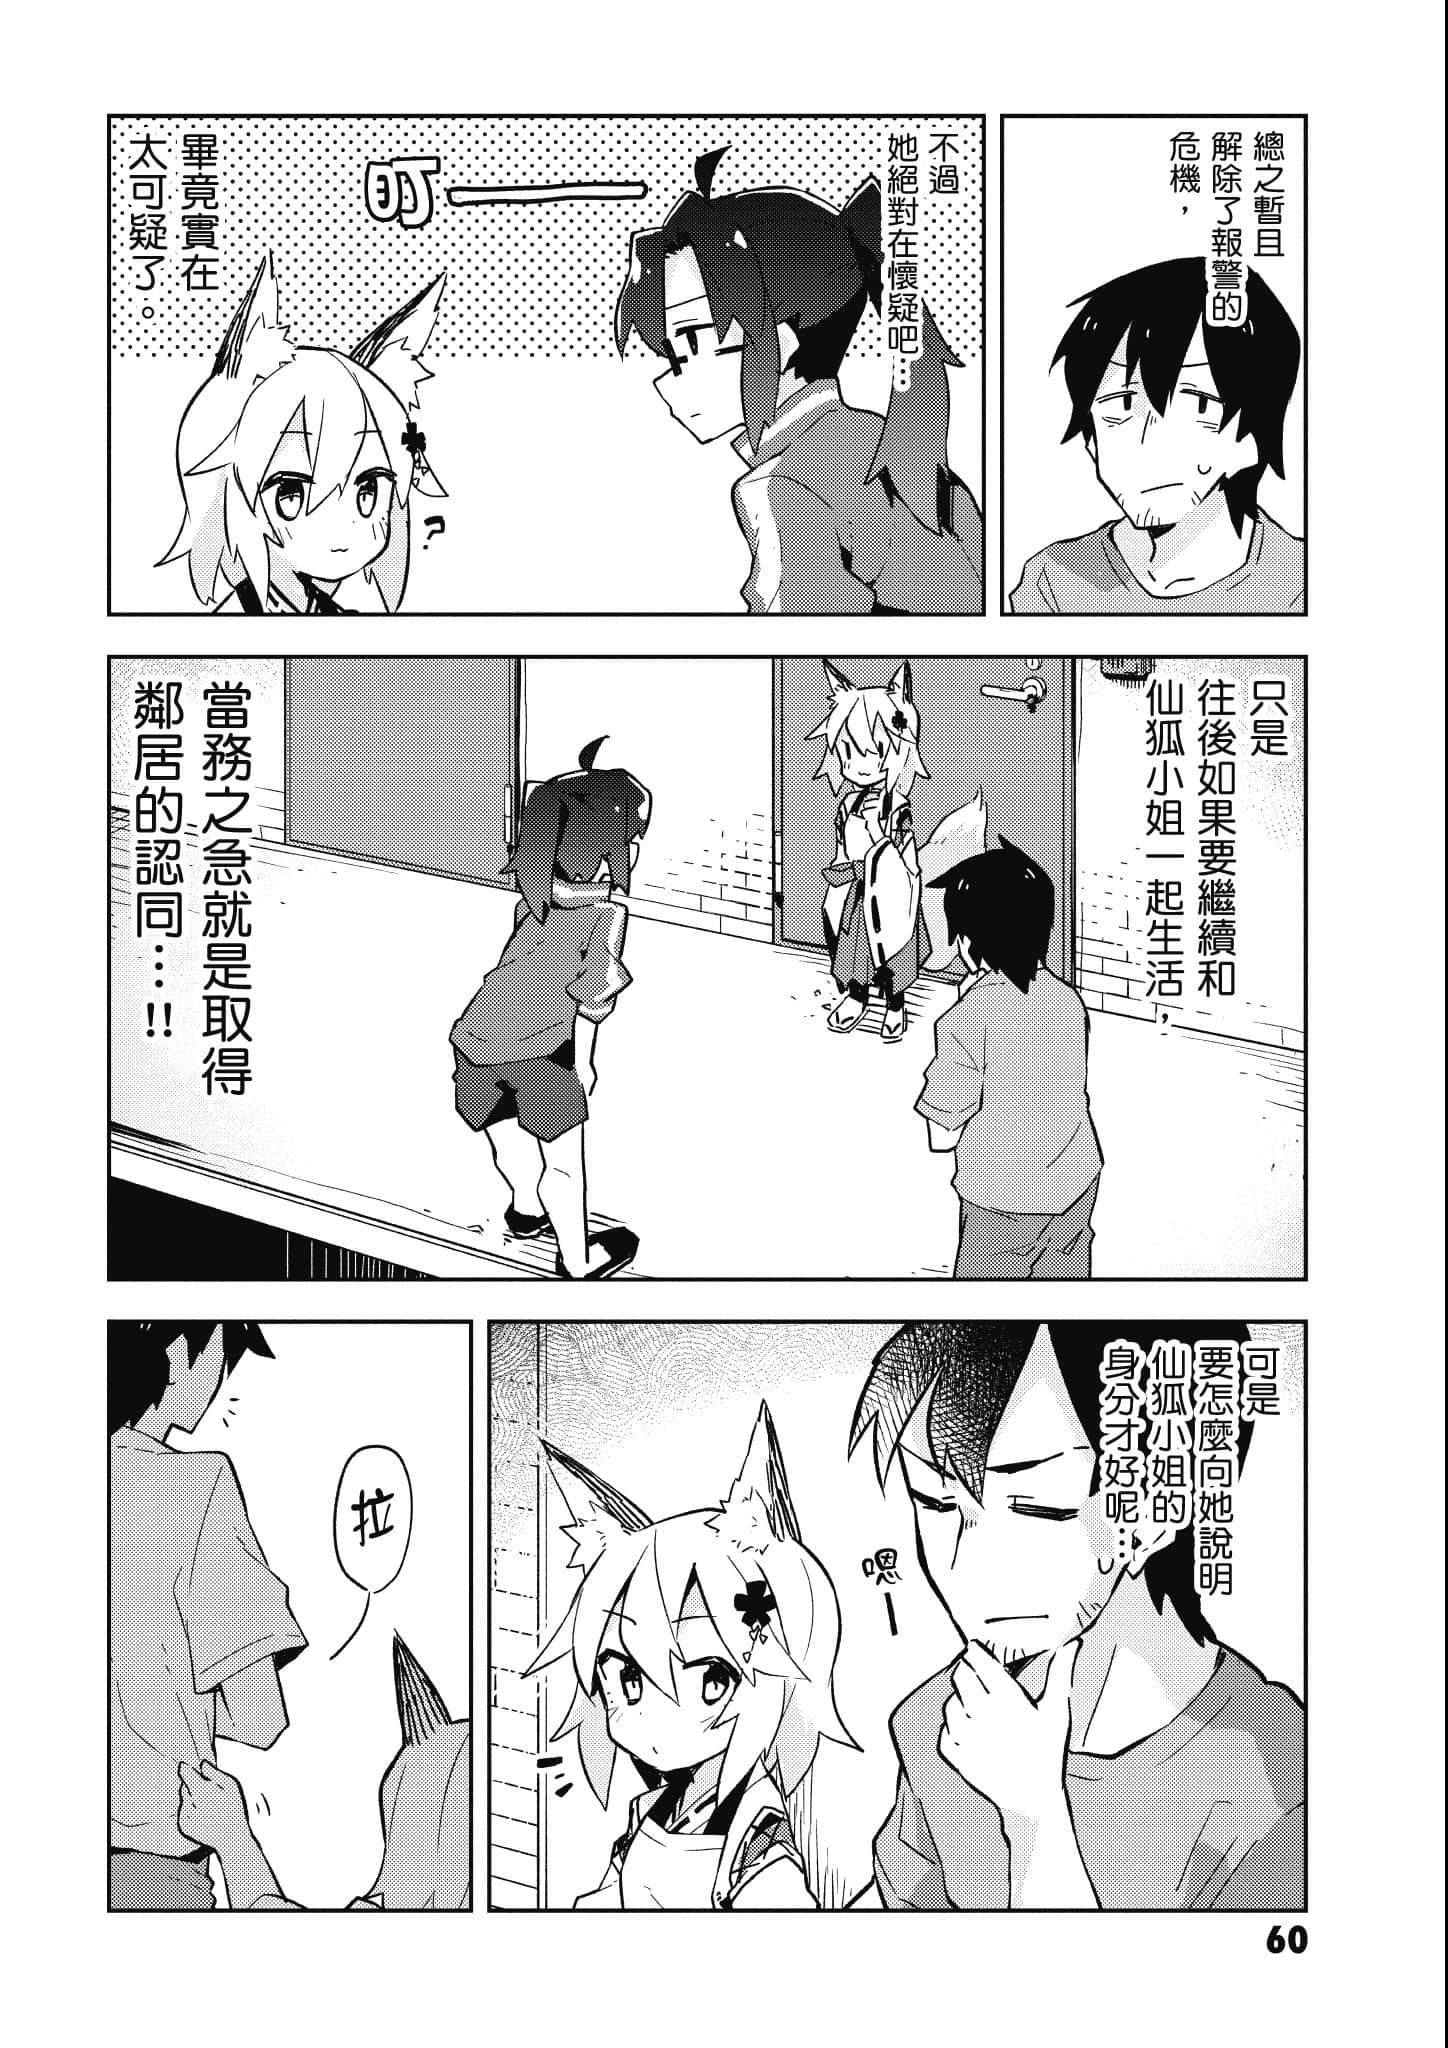 總之暫且
解除了報警的
危機，
不過
她絕對在懷疑吧…
盯——
畢竟實在
太可疑了。
?
只是
往後如果要繼續和
仙狐小姐一起生活，
當務之急就是取得
鄰居的認同…!!
可是
要怎麼向她說明
仙狐小姐的
身分才好呢…
嗯—
拉
60